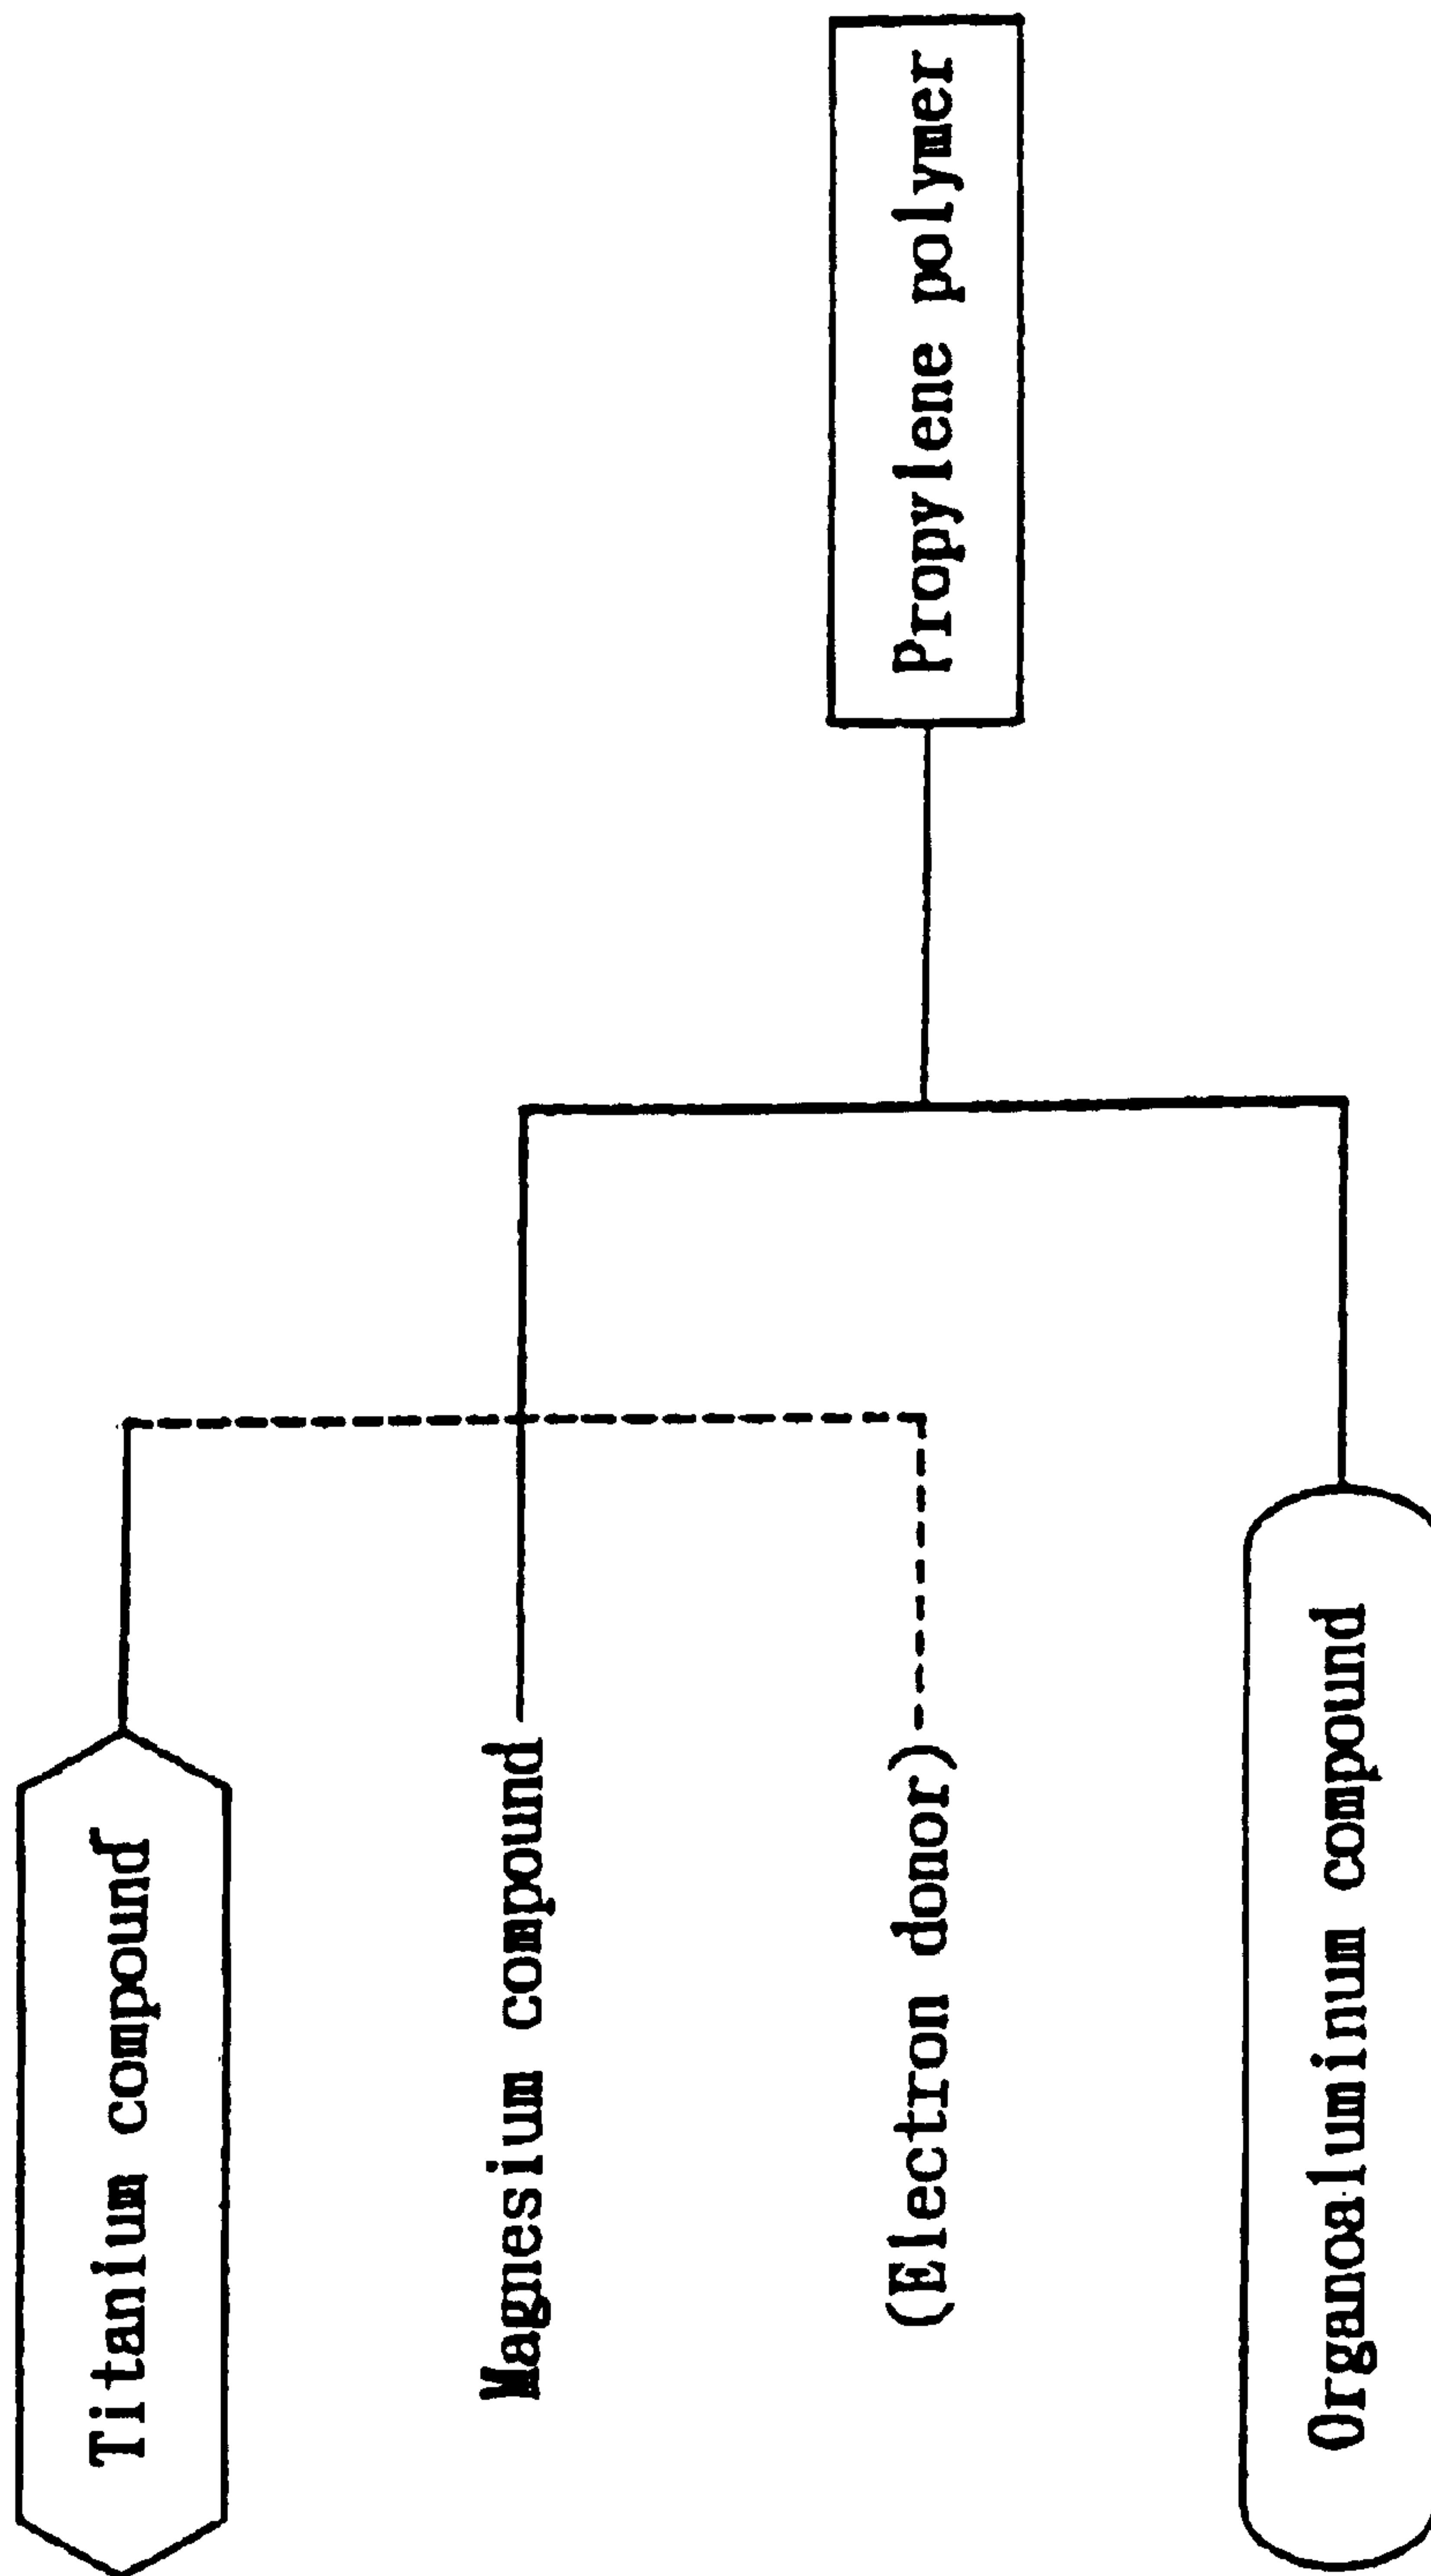 Titanium compound
Magnesium compound
(Electron donor)
Organoaluminum compound
Propylene polymer